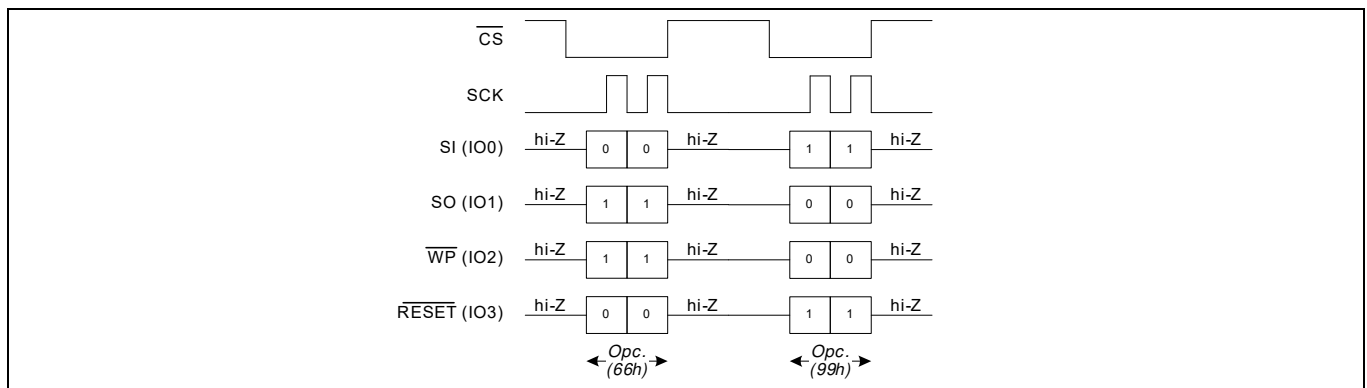 CS
SCK
SI (IO0) hi-Z 0 0 hi-Z 1 1 hi-Z
SO (IO1) hi-Z 1 1 hi-Z 0 0 hi-Z
WP (IO2) hi-Z 1 1 hi-Z 0 0 hi-Z
RESET (IO3) hi-Z 0 0 hi-Z 1 1 hi-Z
Opc. Opc.
(66h) (99h)